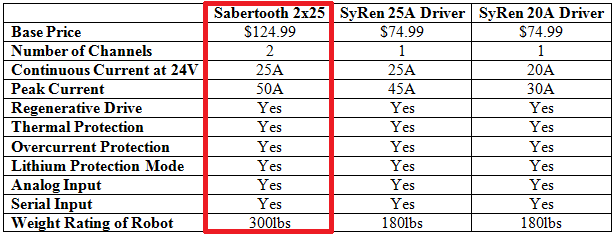 Sabertooth 2x25 SyRen 25A Driver SyRen 20A Driver
Base Price $124.99 $74.99 $74.99
Number of Channels 2 1 1
Continuous Current at 24V 25A 25A 20A
Peak Current 50A 45A 30A
Regenerative Drive Yes Yes Yes
Thermal Protection Yes Yes Yes
Overcurrent Protection Yes Yes Yes
Lithium Protection Mode Yes Yes Yes
Analog Input Yes Yes Yes
Serial Input Yes Yes Yes
Weight Rating of Robot 300lbs 180lbs 180lbs